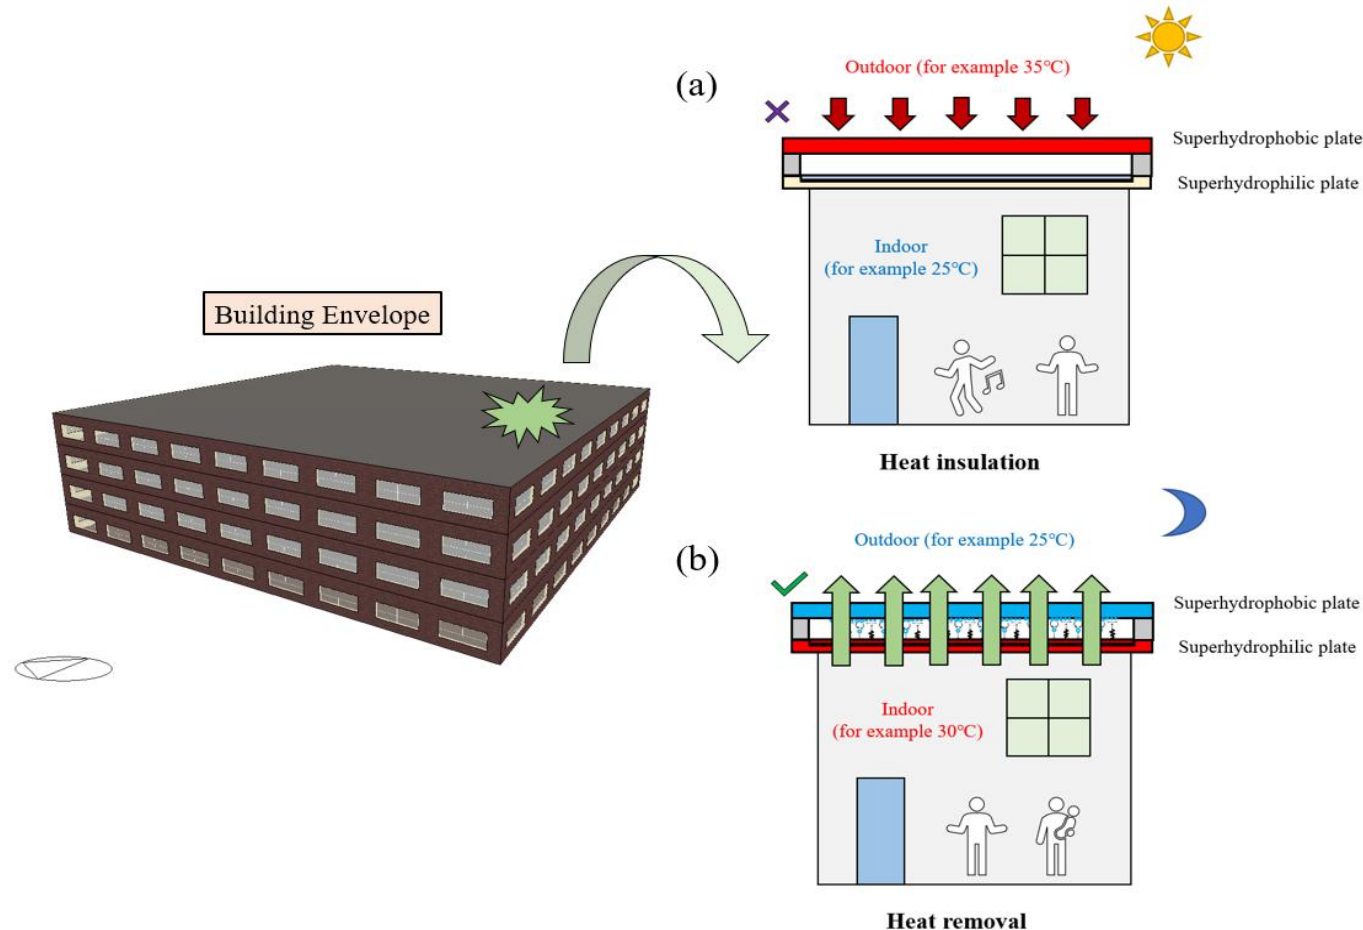 Building Envelope
(a)
Outdoor (for example 35℃)
Superhydrophobic plate
Superhydrophilic plate
Indoor
(for example 25℃)
Heat insulation
(b)
Outdoor (for example 25℃)
Superhydrophobic plate
Superhydrophilic plate
Indoor
(for example 30℃)
Heat removal